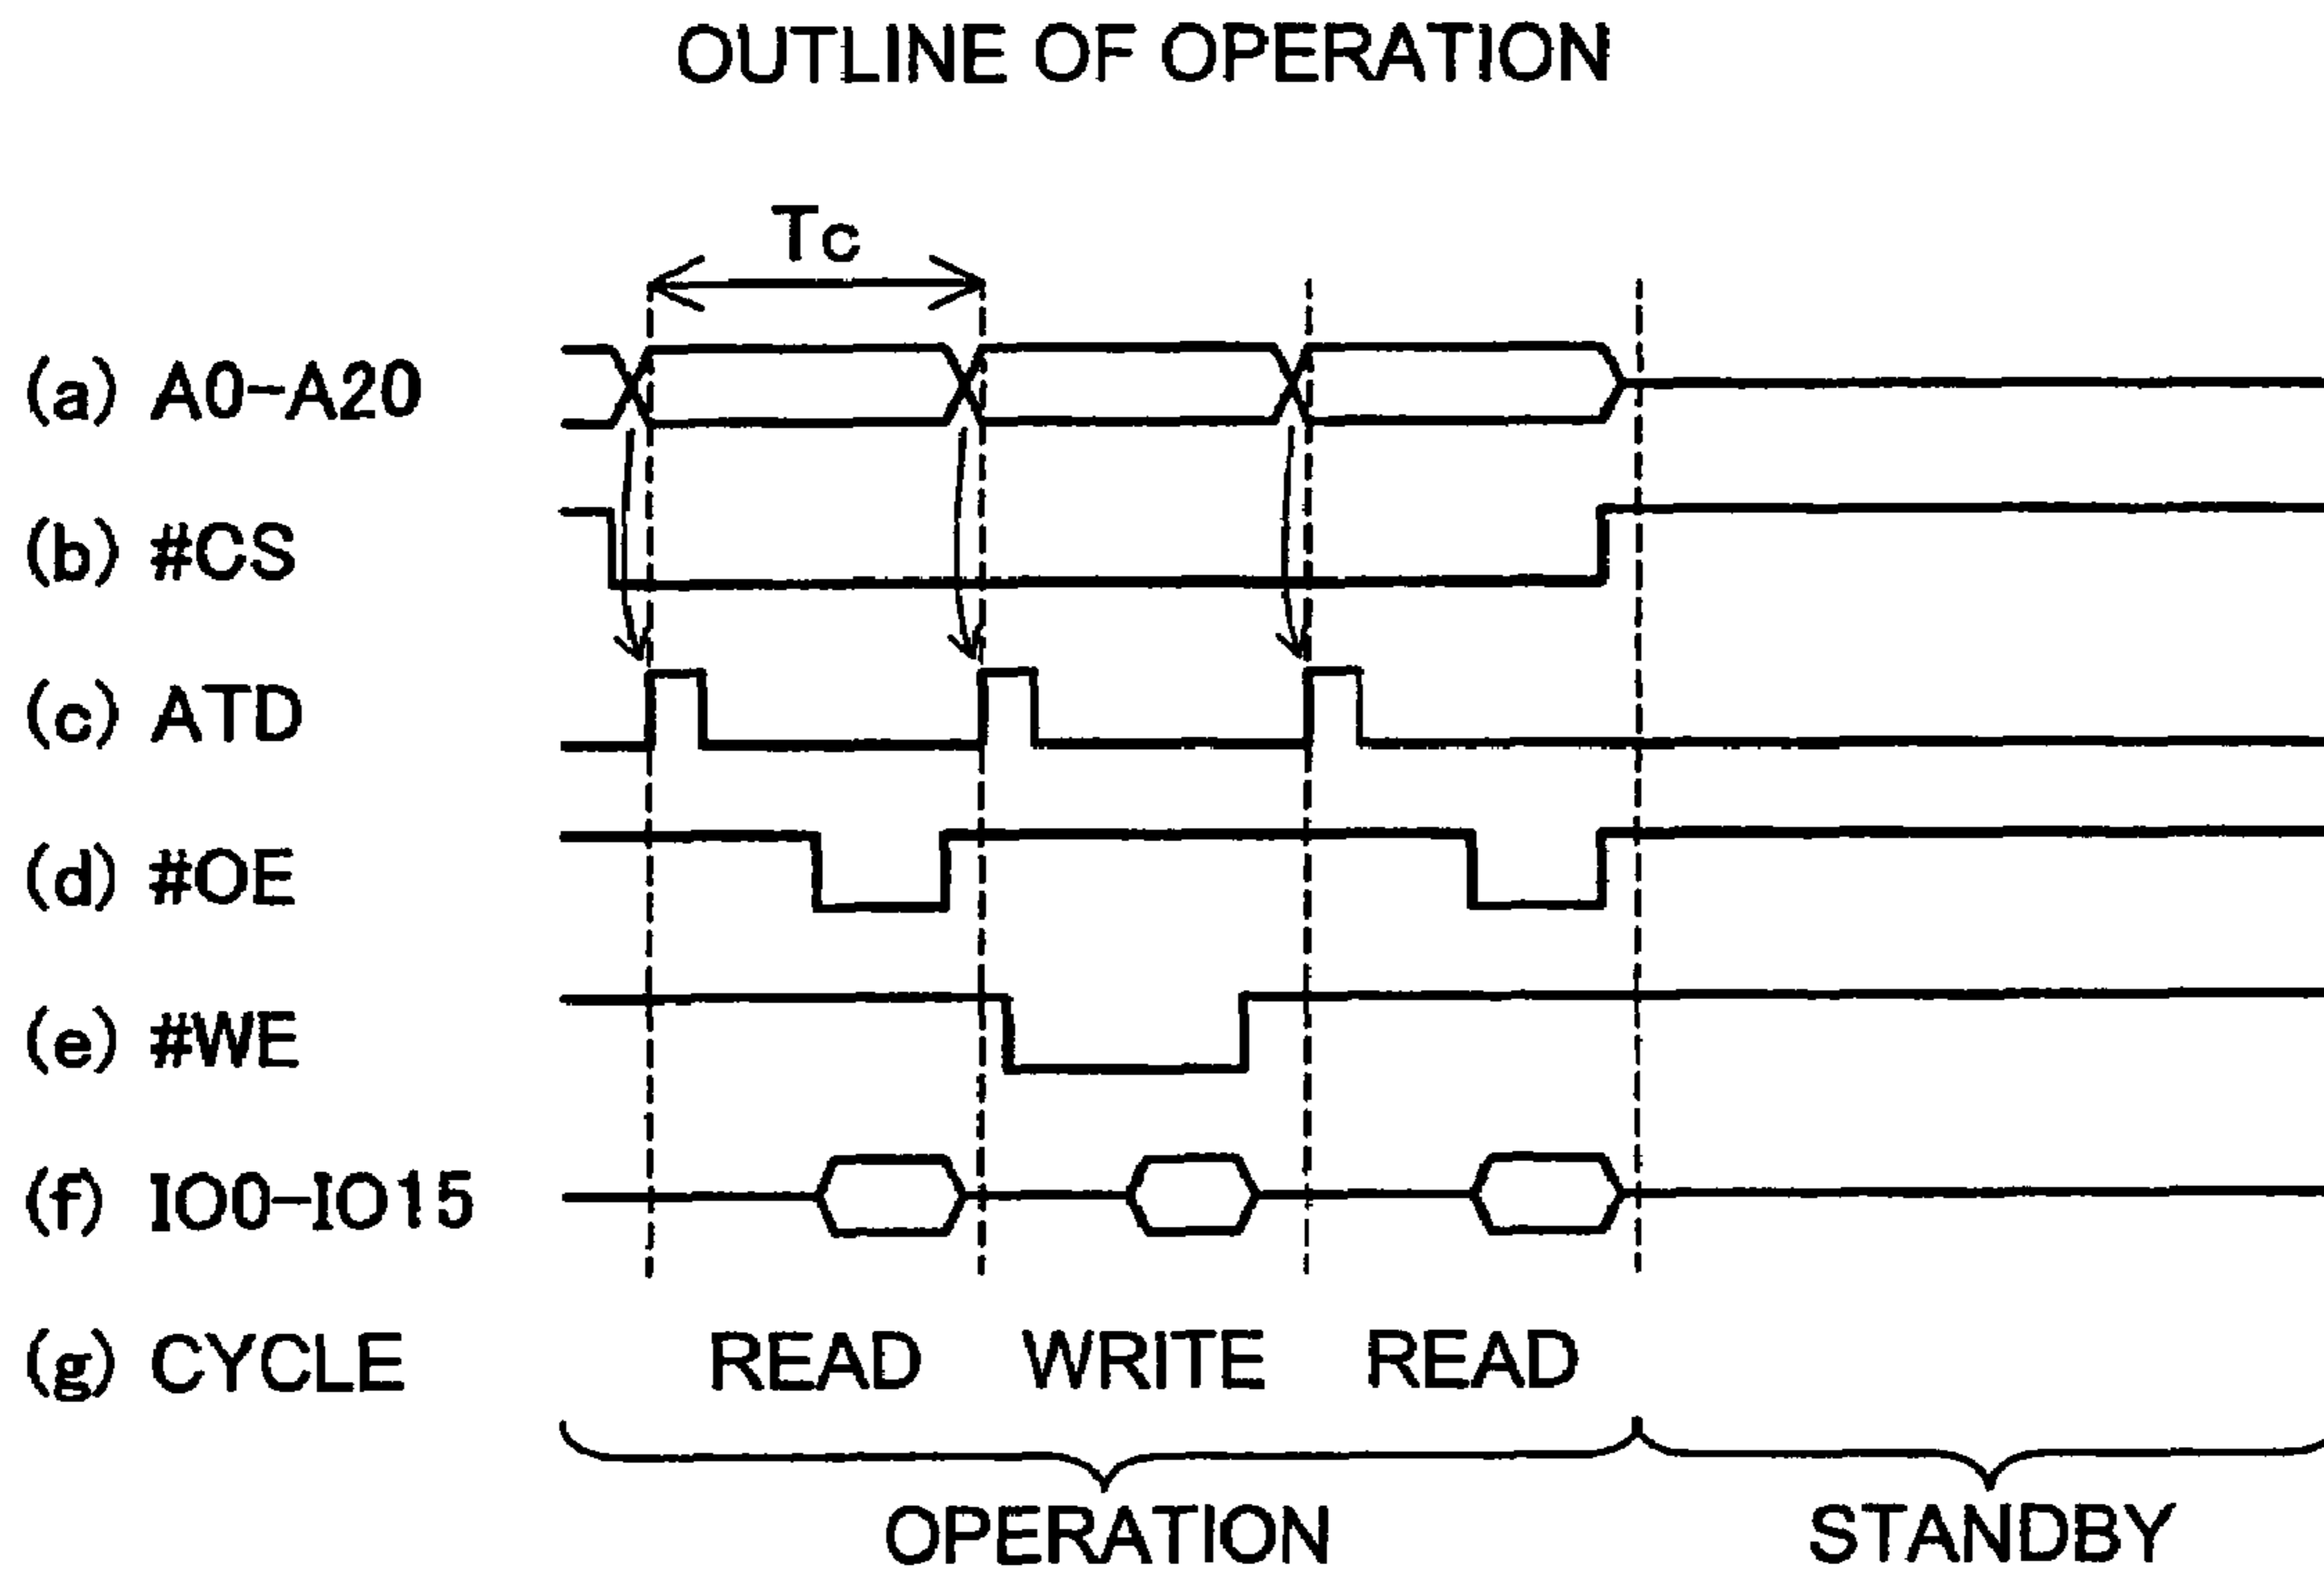 OUTLINE OF OPERATION
Tc
(a) A0-A20
(b) #CS
(c) ATD
(d) #OE
(e) #WE
(f) IO0-IO15
(g) CYCLE READ WRITE READ
OPERATION STANDBY